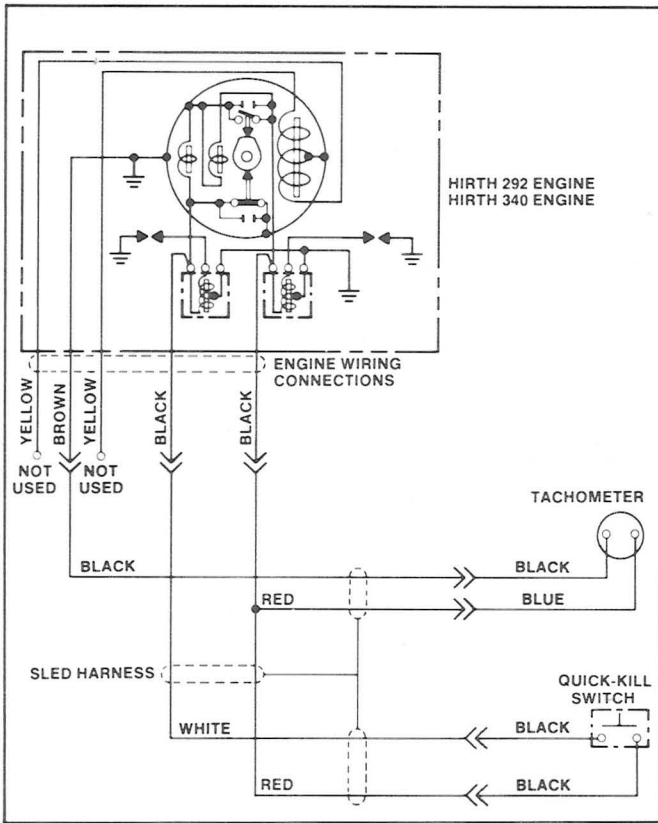 HIRTH 292 ENGINE
HIRTH 340 ENGINE
ENGINE WIRING
CONNECTIONS
YELLOW
BROWN
YELLOW
BLACK
BLACK
NOT
USED
NOT
USED
TACHOMETER
BLACK
BLACK
RED
BLUE
SLED HARNESS
QUICK-KILL
SWITCH
WHITE
BLACK
RED
BLACK